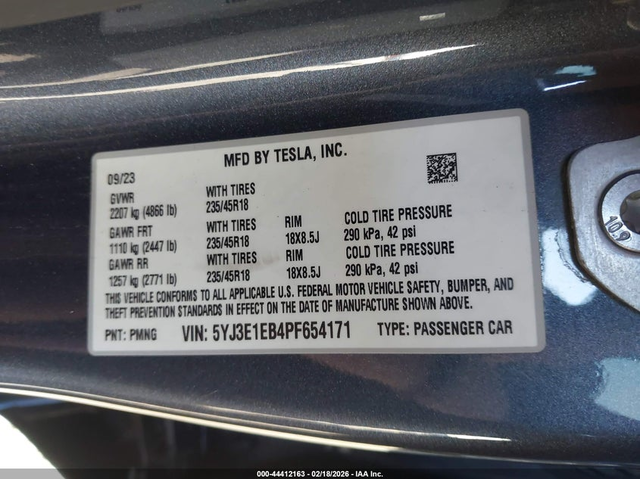 MFD BY TESLA, INC.
09/23
GVWR WITH TIRES
2207 kg (4866 lb) 235/45R18
GAWR FRT WITH TIRES RIM COLD TIRE PRESSURE
1110 kg (2447 lb) 235/45R18 18X8.5J 290 kPa, 42 psi
GAWR RR WITH TIRES RIM COLD TIRE PRESSURE
1257 kg (2771 lb) 235/45R18 18X8.5J 290 kPa, 42 psi
THIS VEHICLE CONFORMS TO ALL APPLICABLE U.S. FEDERAL MOTOR VEHICLE SAFETY, BUMPER, AND
THEFT PREVENTION STANDARDS IN EFFECT ON THE DATE OF MANUFACTURE SHOWN ABOVE.
PNT: PMNG VIN: 5YJ3E1EB4PF654171 TYPE: PASSENGER CAR
10.9
000-44412163 - 02/18/2026 - IAA Inc.